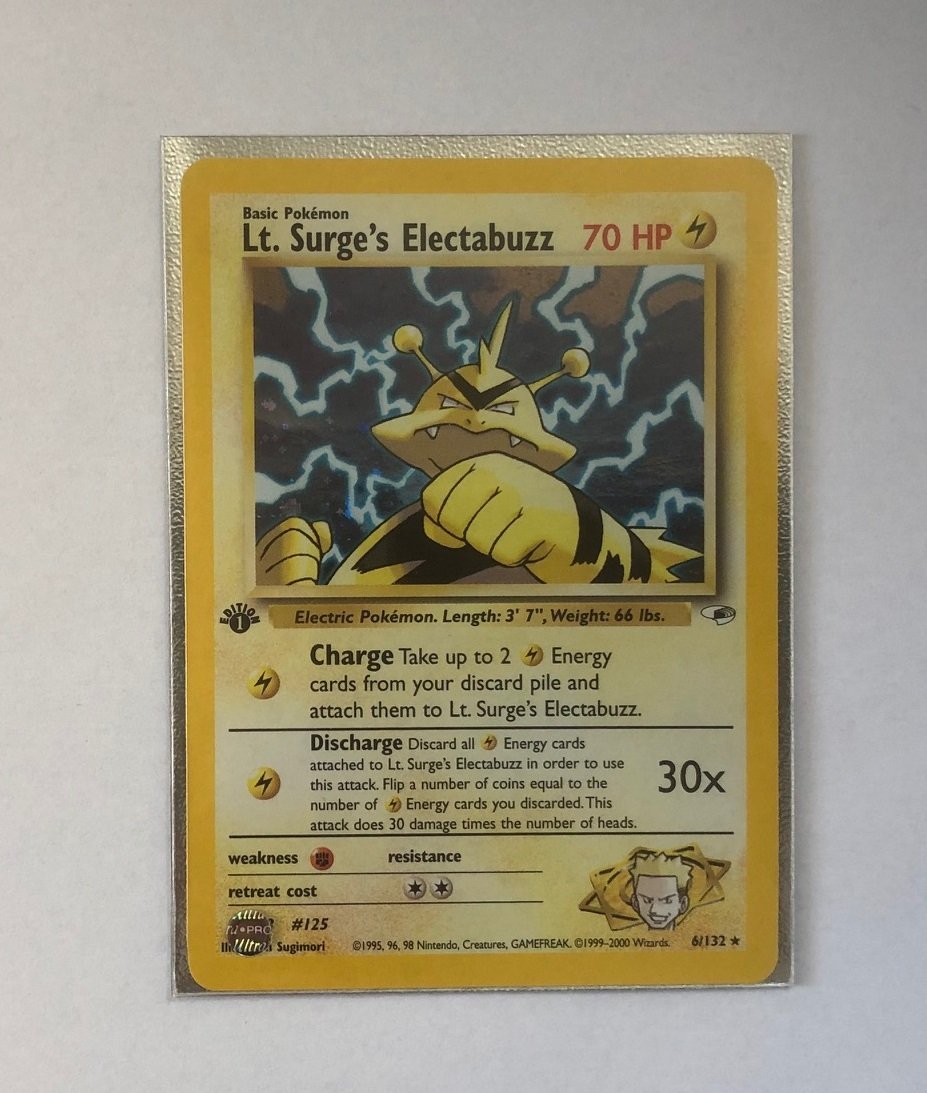 Basic Pokémon
Lt. Surge's Electabuzz 70 HP
EDITION 1
Electric Pokémon. Length: 3' 7", Weight: 66 lbs.
Charge Take up to 2 Energy
cards from your discard pile and
attach them to Lt. Surge's Electabuzz.
Discharge Discard all Energy cards
attached to Lt. Surge's Electabuzz in order to use
this attack. Flip a number of coins equal to the
number of Energy cards you discarded. This
attack does 30 damage times the number of heads.
30x
weakness resistance
retreat cost
#125
Sugimori ©1995, 96, 98 Nintendo, Creatures, GAMEFREAK. ©1999–2000 Wizards. 6/132 ★